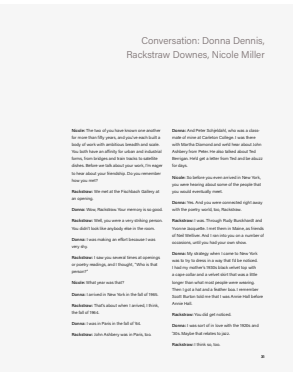 Conversation: Donna Dennis,
Rackstraw Downes, Nicole Miller
Nicole: The two of you have known one another
for more than fifty years, and you've each built a
body of work with ambitious breadth and scale.
You both have an affinity for urban and industrial
forms, from bridges and train tracks to satellite
dishes. Before we talk about your work, I'm eager
to hear about your friendship. Do you remember
how you met?
Rackstraw: We met at the Fischbach Gallery at
an opening.
Donna: Wow, Rackstraw. Your memory is so good.
Rackstraw: Well, you were a very striking person.
You didn't look like anybody else in the room.
Donna: I was making an effort because I was
very shy.
Rackstraw: I saw you several times at openings
or poetry readings, and I thought, "Who is that
person?"
Nicole: What year was that?
Donna: I arrived in New York in the fall of 1965.
Rackstraw: That's about when I arrived, I think,
the fall of 1964.
Donna: I was in Paris in the fall of '64.
Rackstraw: John Ashbery was in Paris, too.
Donna: And Peter Schjeldahl, who was a class
mate of mine at Carleton College. I was there
with Martha Diamond and we'd hear about John
Ashbery from Peter. He also talked about Ted
Berrigan. He'd get a letter from Ted and be abuzz
for days.
Nicole: So before you even arrived in New York,
you were hearing about some of the people that
you would eventually meet.
Donna: Yes. And you were connected right away
with the poetry world, too, Rackstraw.
Rackstraw: I was. Through Rudy Burckhardt and
Yvonne Jacquette. I met them in Maine, as friends
of Neil Welliver. And I ran into you on a number of
occasions, until you had your own show.
Donna: My strategy when I came to New York
was to try to dress in a way that I'd be noticed.
I had my mother's 1930s black velvet top with
a cape collar and a velvet skirt that was a little
longer than what most people were wearing.
Then I got a hat and a feather boa. I remember
Scott Burton told me that I was Annie Hall before
Annie Hall.
Rackstraw: You did get noticed.
Donna: I was sort of in love with the 1920s and
'30s. Maybe that relates to jazz.
Rackstraw: I think so, too.